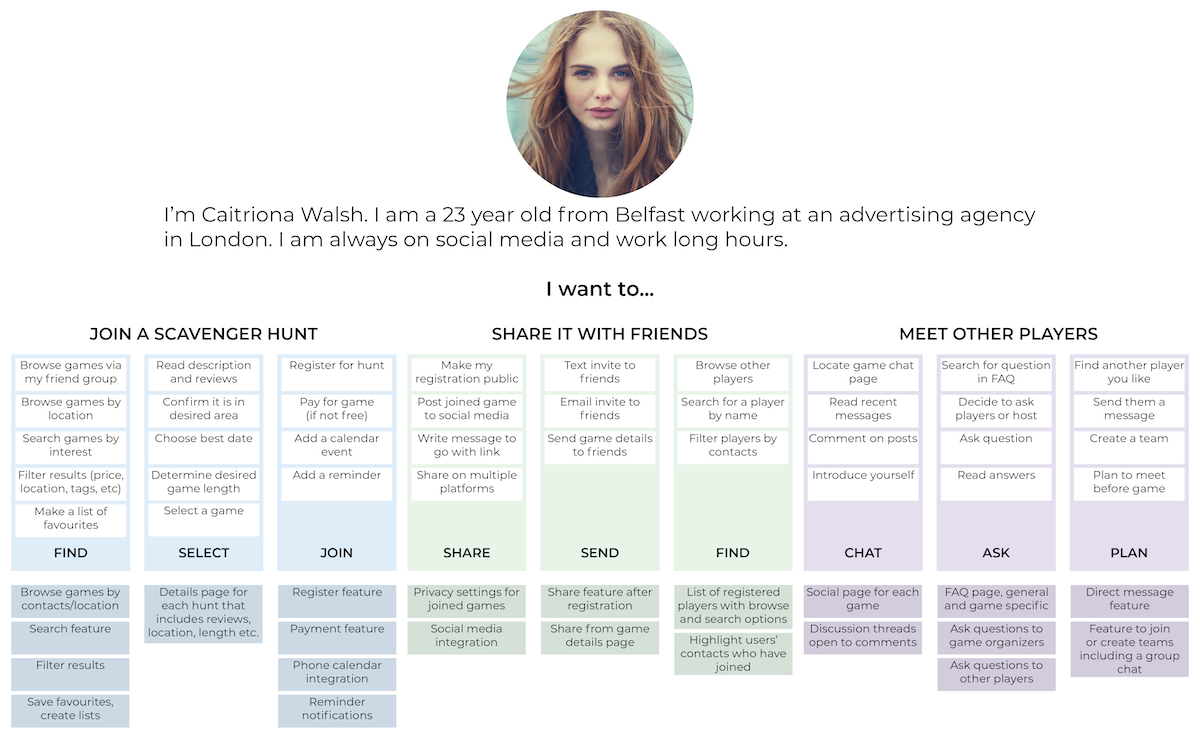 I'm Caitriona Walsh. I am a 23 year old from Belfast working at an advertising agency
in London. I am always on social media and work long hours.
I want to...
JOIN A SCAVENGER HUNT
Browse games via
my friend group
Browse games by
location
Search games by
interest
Filter results (price,
location, tags, etc)
Make a list of
favourites
FIND
Read description
and reviews
Confirm it is in
desired area
Choose best date
Determine desired
game length
Select a game
SELECT
Register for hunt
Pay for game
(if not free)
Add a calendar
event
Add a reminder
JOIN
Browse games by
contacts/location
Search feature
Filter results
Save favourites,
create lists
Details page for
each hunt that
includes reviews,
location, length etc.
Register feature
Payment feature
Phone calendar
integration
Reminder
notifications
SHARE IT WITH FRIENDS
Make my
registration public
Post joined game
to social media
Write message to
go with link
Share on multiple
platforms
SHARE
Text invite to
friends
Email invite to
friends
Send game details
to friends
SEND
Browse other
players
Search for a player
by name
Filter players by
contacts
FIND
Privacy settings for
joined games
Social media
integration
Share feature after
registration
Share from game
details page
List of registered
players with browse
and search options
Highlight users'
contacts who have
joined
MEET OTHER PLAYERS
Locate game chat
page
Read recent
messages
Comment on posts
Introduce yourself
CHAT
Search for question
in FAQ
Decide to ask
players or host
Ask question
Read answers
ASK
Find another player
you like
Send them a
message
Create a team
Plan to meet
before game
PLAN
Social page for each
game
Discussion threads
open to comments
FAQ page, general
and game specific
Ask questions to
game organizers
Ask questions to
other players
Direct message
feature
Feature to join
or create teams
including a group
chat